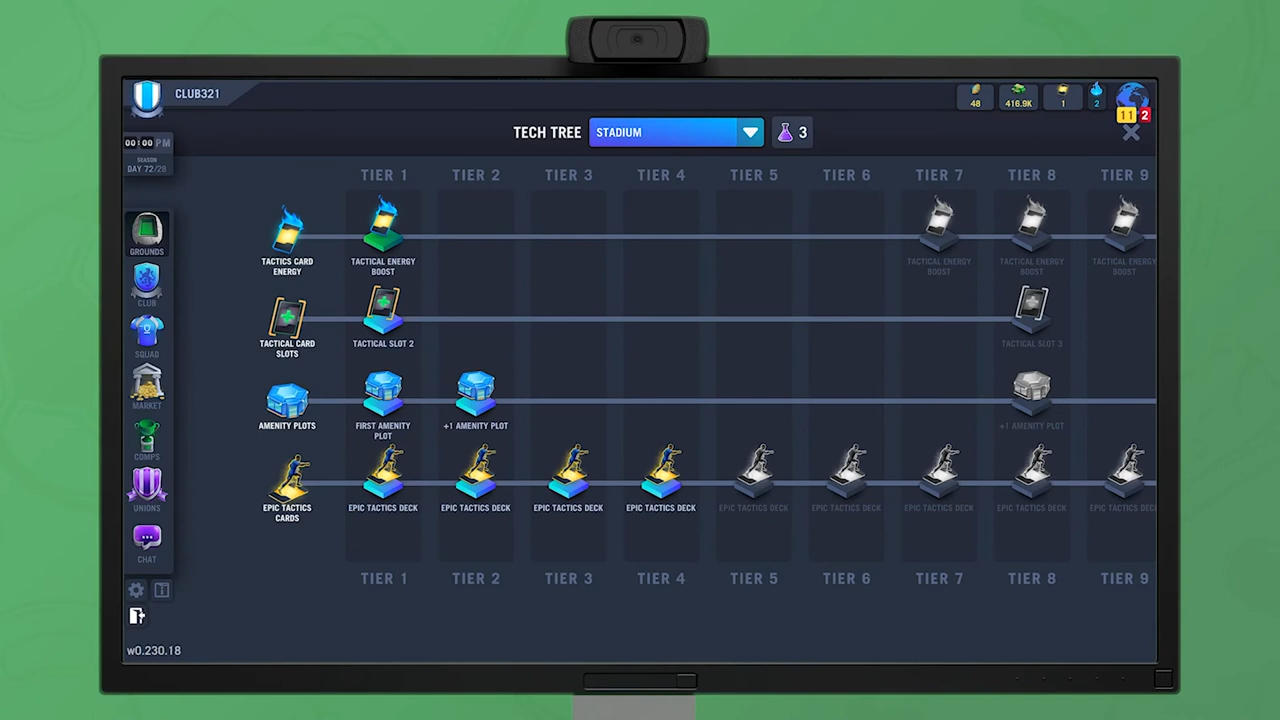 CLUB321
48
416.9K
1
2
11
2
TECH TREE
STADIUM
3
00:00 PM
SEASON
DAY 72/28
TIER 1 TIER 2 TIER 3 TIER 4 TIER 5 TIER 6 TIER 7 TIER 8 TIER 9
GROUNDS
CLUB
SQUAD
MARKET
COMPS
UNIONS
CHAT
TACTICS CARD
ENERGY
TACTICAL ENERGY
BOOST
TACTICAL ENERGY
BOOST
TACTICAL ENERGY
BOOST
TACTICAL ENERGY
BOOST
TACTICAL CARD
SLOTS
TACTICAL SLOT 2
TACTICAL SLOT 3
AMENITY PLOTS
FIRST AMENITY
PLOT
+1 AMENITY PLOT
+1 AMENITY PLOT
EPIC TACTICS
CARDS
EPIC TACTICS DECK
EPIC TACTICS DECK
EPIC TACTICS DECK
EPIC TACTICS DECK
EPIC TACTICS DECK
EPIC TACTICS DECK
EPIC TACTICS DECK
EPIC TACTICS DECK
EPIC TACTICS DEC
TIER 1 TIER 2 TIER 3 TIER 4 TIER 5 TIER 6 TIER 7 TIER 8 TIER 9
w0.230.18